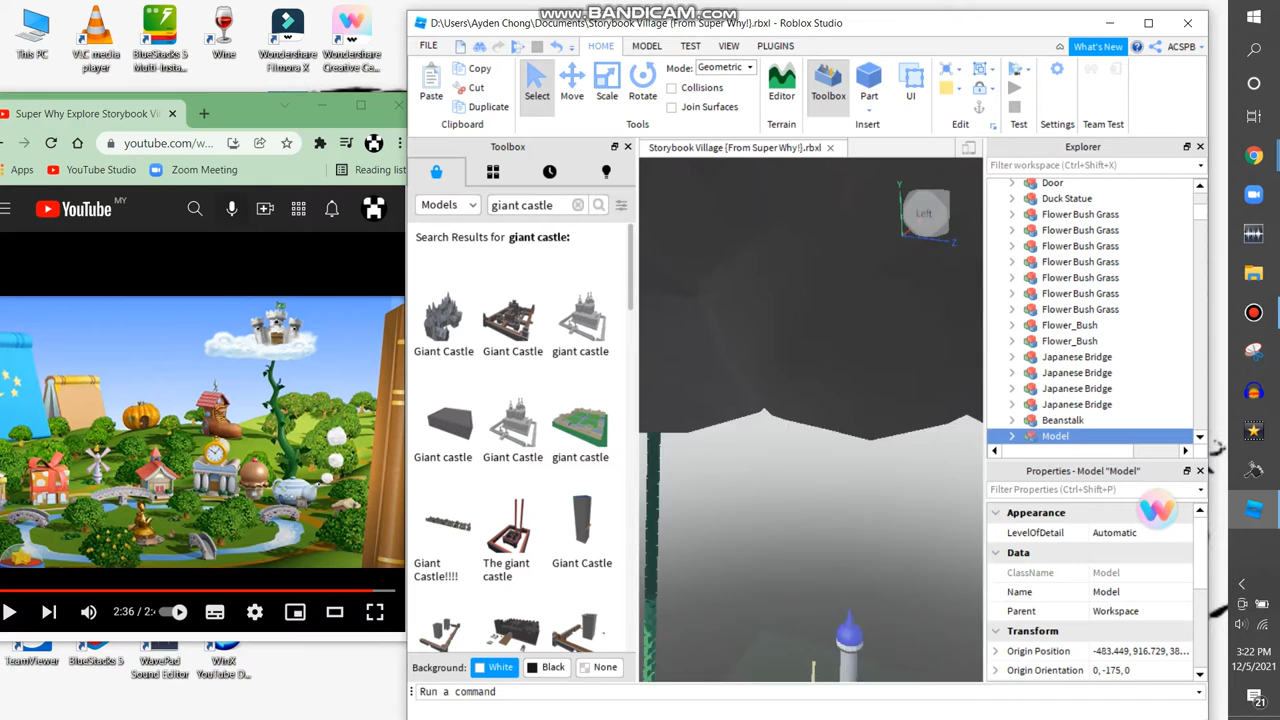 www.BANDICAM.com
D:\Users\Ayden Chong\Documents\Storybook Village {From Super Why!}.rbxl - Roblox Studio
This PC
VLC media player
BlueStacks 5 Multi-Insta...
Wine
Wondershare Filmora X
Wondershare Creative Ce...
FILE
HOME
MODEL
TEST
VIEW
PLUGINS
What's New
ACSPB
Paste
Copy
Cut
Duplicate
Clipboard
Select
Move
Scale
Rotate
Mode: Geometric
Collisions
Join Surfaces
Tools
Editor
Terrain
Toolbox
Part
UI
Insert
Edit
Test
Settings
Team Test
Super Why Explore Storybook Vil
youtube.com/w...
Apps
YouTube Studio
Zoom Meeting
Reading list
YouTube MY
2:36 / 2:
Toolbox
Models
giant castle
Search Results for giant castle:
Giant Castle
Giant Castle
giant castle
Giant castle
Giant Castle
giant castle
Giant Castle!!!!
The giant castle
Giant Castle
Background:
White
Black
None
Run a command
Storybook Village {From Super Why!}.rbxl
Left
Y
Z
Explorer
Filter workspace (Ctrl+Shift+X)
Door
Duck Statue
Flower Bush Grass
Flower Bush Grass
Flower Bush Grass
Flower Bush Grass
Flower Bush Grass
Flower Bush Grass
Flower Bush Grass
Flower_Bush
Flower_Bush
Japanese Bridge
Japanese Bridge
Japanese Bridge
Japanese Bridge
Beanstalk
Model
Properties - Model "Model"
Filter Properties (Ctrl+Shift+P)
Appearance
LevelOfDetail Automatic
Data
ClassName Model
Name Model
Parent Workspace
Transform
Origin Position -483.449, 916.729, 38...
Origin Orientation 0, -175, 0
TeamViewer
BlueStacks 5
WavePad Sound Editor
WinX YouTube D...
3:22 PM
12/5/2021
21